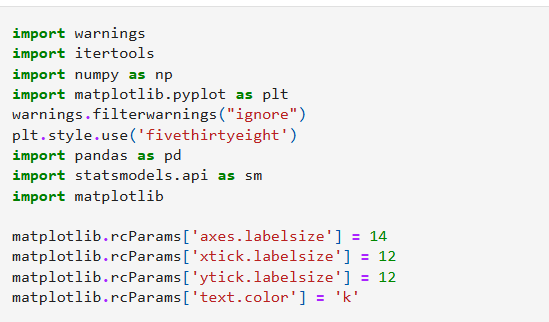 import warnings
import itertools
import numpy as np
import matplotlib.pyplot as plt
warnings.filterwarnings("ignore")
plt.style.use('fivethirtyeight')
import pandas as pd
import statsmodels.api as sm
import matplotlib
matplotlib.rcParams['axes.labelsize'] = 14
matplotlib.rcParams['xtick.labelsize'] = 12
matplotlib.rcParams['ytick.labelsize'] = 12
matplotlib.rcParams['text.color'] = 'k'